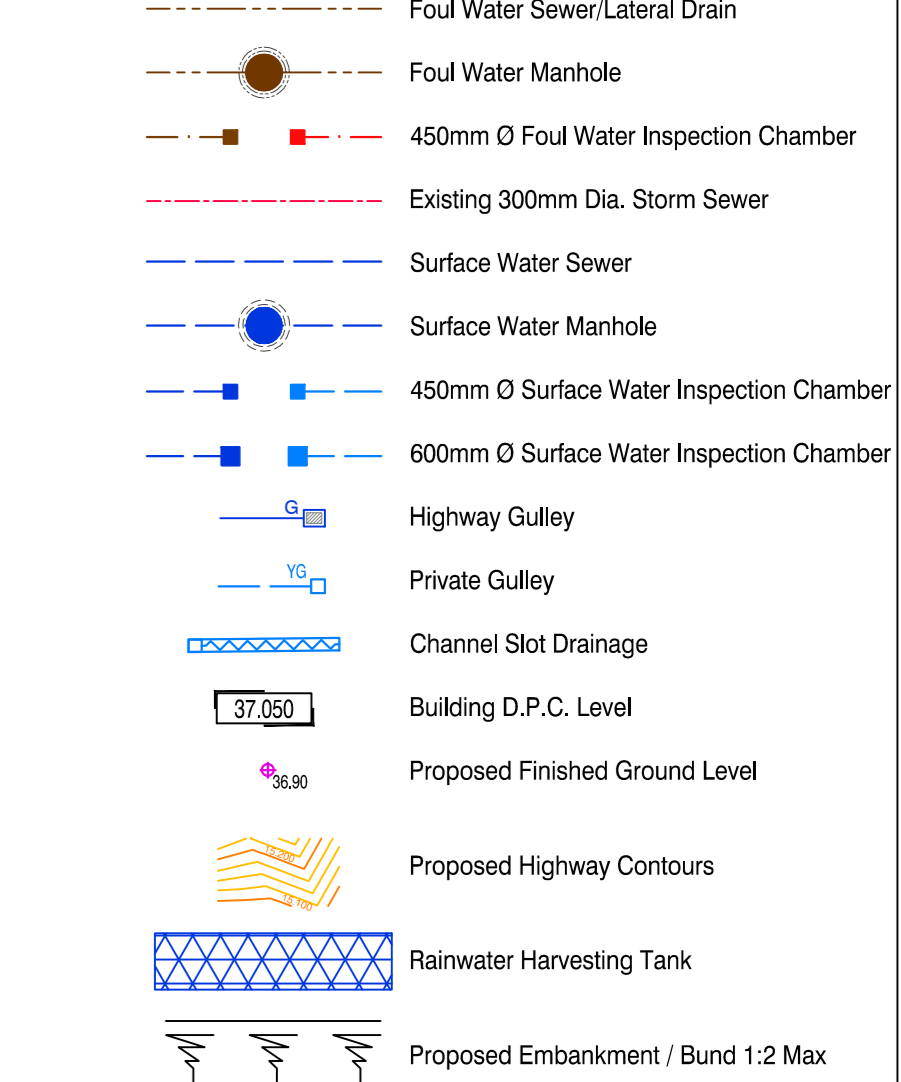 Foul Water Sewer/Lateral Drain
Foul Water Manhole
450mm Ø Foul Water Inspection Chamber
Existing 300mm Dia. Storm Sewer
Surface Water Sewer
Surface Water Manhole
450mm Ø Surface Water Inspection Chamber
600mm Ø Surface Water Inspection Chamber
G
Highway Gulley
YG
Private Gulley
Channel Slot Drainage
37.050
Building D.P.C. Level
36.90
Proposed Finished Ground Level
15.200
15.100
Proposed Highway Contours
Rainwater Harvesting Tank
Proposed Embankment / Bund 1:2 Max